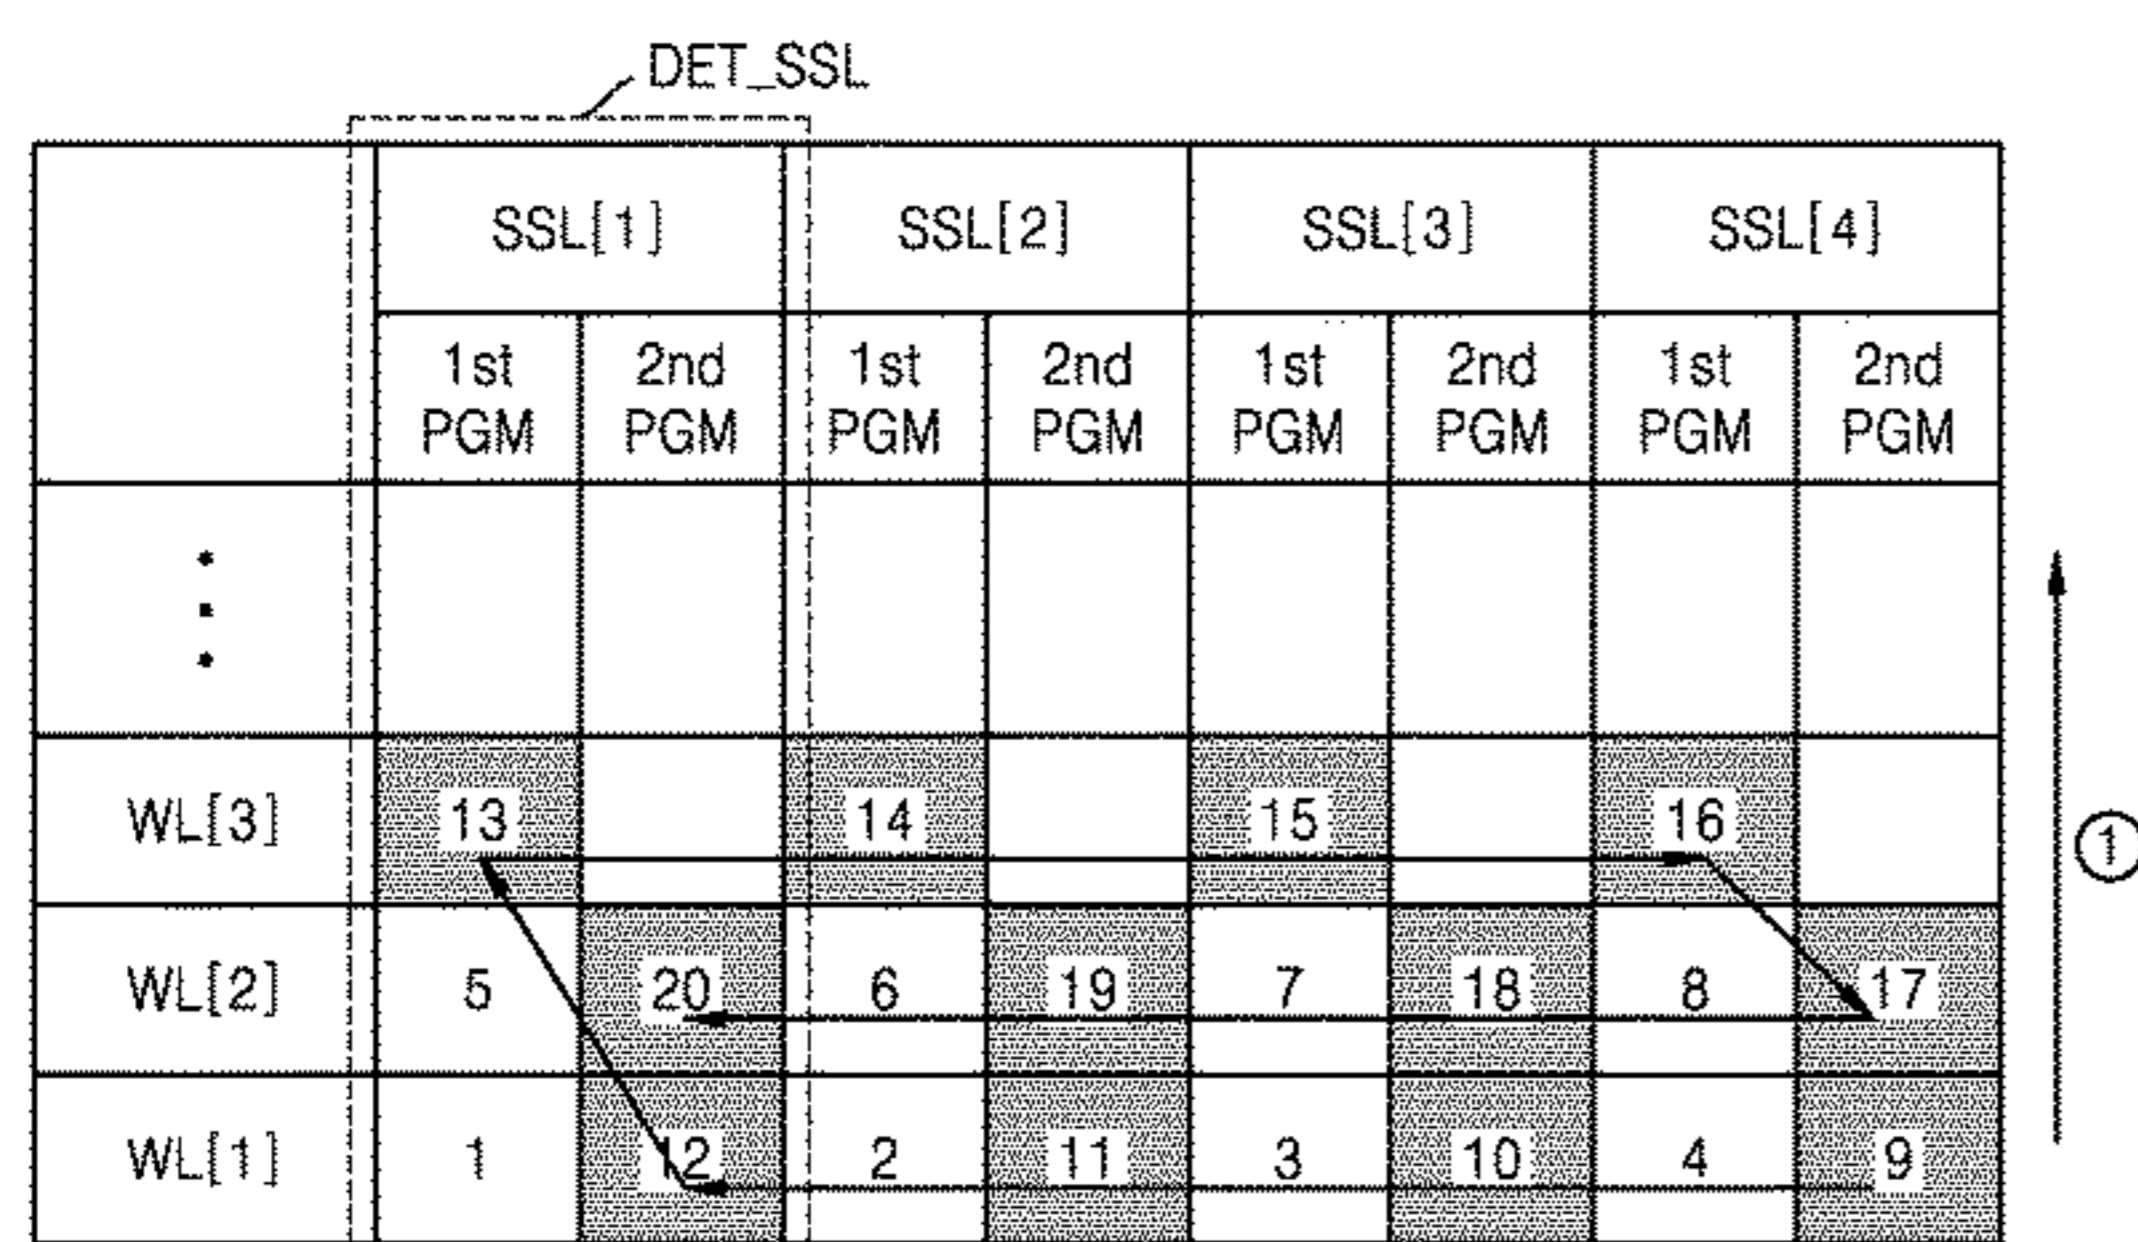 DET_SSL
SSL[1] SSL[2] SSL[3] SSL[4]
1st PGM 2nd PGM 1st PGM 2nd PGM 1st PGM 2nd PGM 1st PGM 2nd PGM
WL[3] 13 14 15 16
1
WL[2] 5 20 6 19 7 18 8 17
WL[1] 1 12 2 11 3 10 4 9